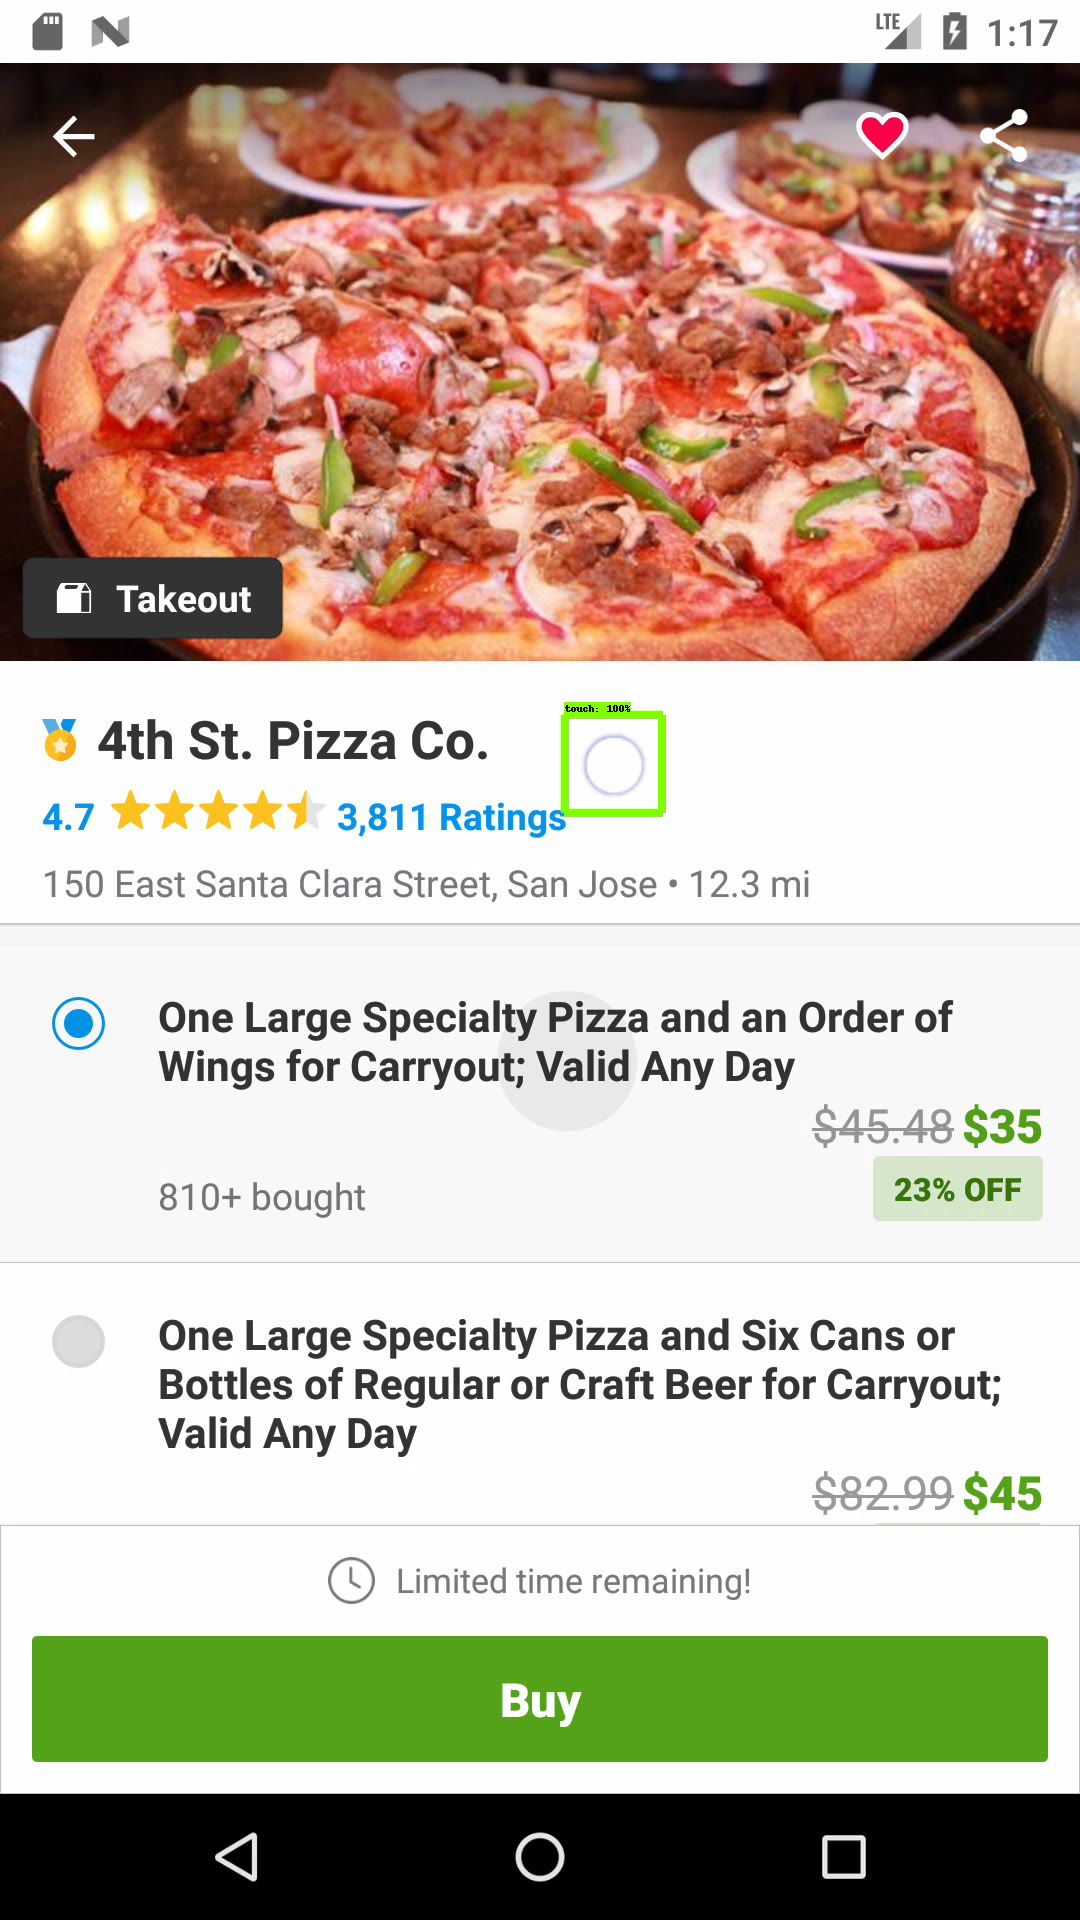 LTE 1:17
Takeout
4th St. Pizza Co.
touch: 100%
4.7 3,811 Ratings
150 East Santa Clara Street, San Jose • 12.3 mi
One Large Specialty Pizza and an Order of
Wings for Carryout; Valid Any Day
$45.48 $35
23% OFF
810+ bought
One Large Specialty Pizza and Six Cans or
Bottles of Regular or Craft Beer for Carryout;
Valid Any Day
$82.99 $45
Limited time remaining!
Buy